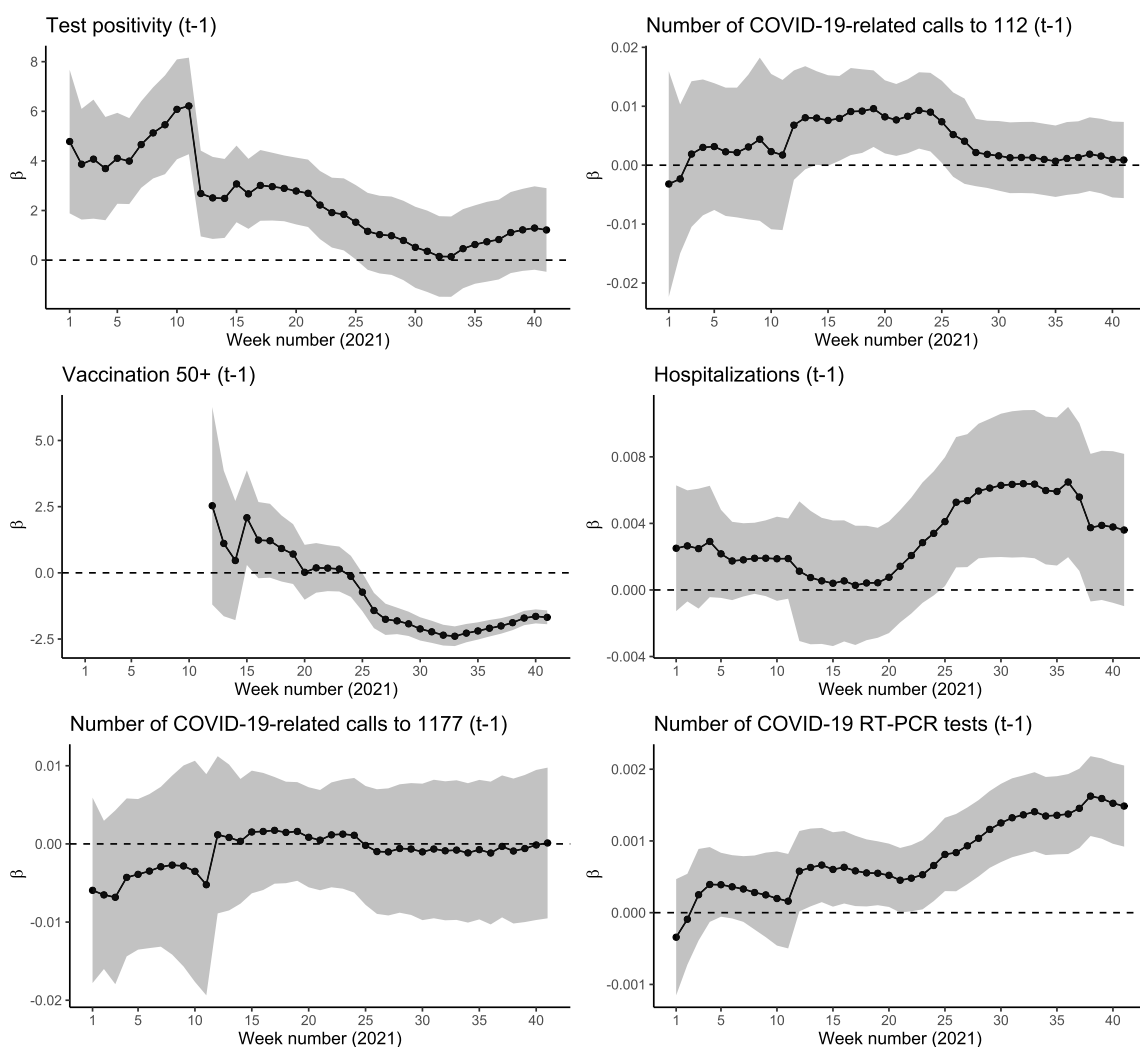 Test positivity (t-1)
8
6
4
2
0
β
1 5 10 15 20 25 30 35 40
Week number (2021)
Number of COVID-19-related calls to 112 (t-1)
0.02
0.01
0.00
-0.01
-0.02
β
1 5 10 15 20 25 30 35 40
Week number (2021)
Vaccination 50+ (t-1)
5.0
2.5
0.0
-2.5
β
1 5 10 15 20 25 30 35 40
Week number (2021)
Hospitalizations (t-1)
0.008
0.004
0.000
-0.004
β
1 5 10 15 20 25 30 35 40
Week number (2021)
Number of COVID-19-related calls to 1177 (t-1)
0.01
0.00
-0.01
-0.02
β
1 5 10 15 20 25 30 35 40
Week number (2021)
Number of COVID-19 RT-PCR tests (t-1)
0.002
0.001
0.000
-0.001
β
1 5 10 15 20 25 30 35 40
Week number (2021)